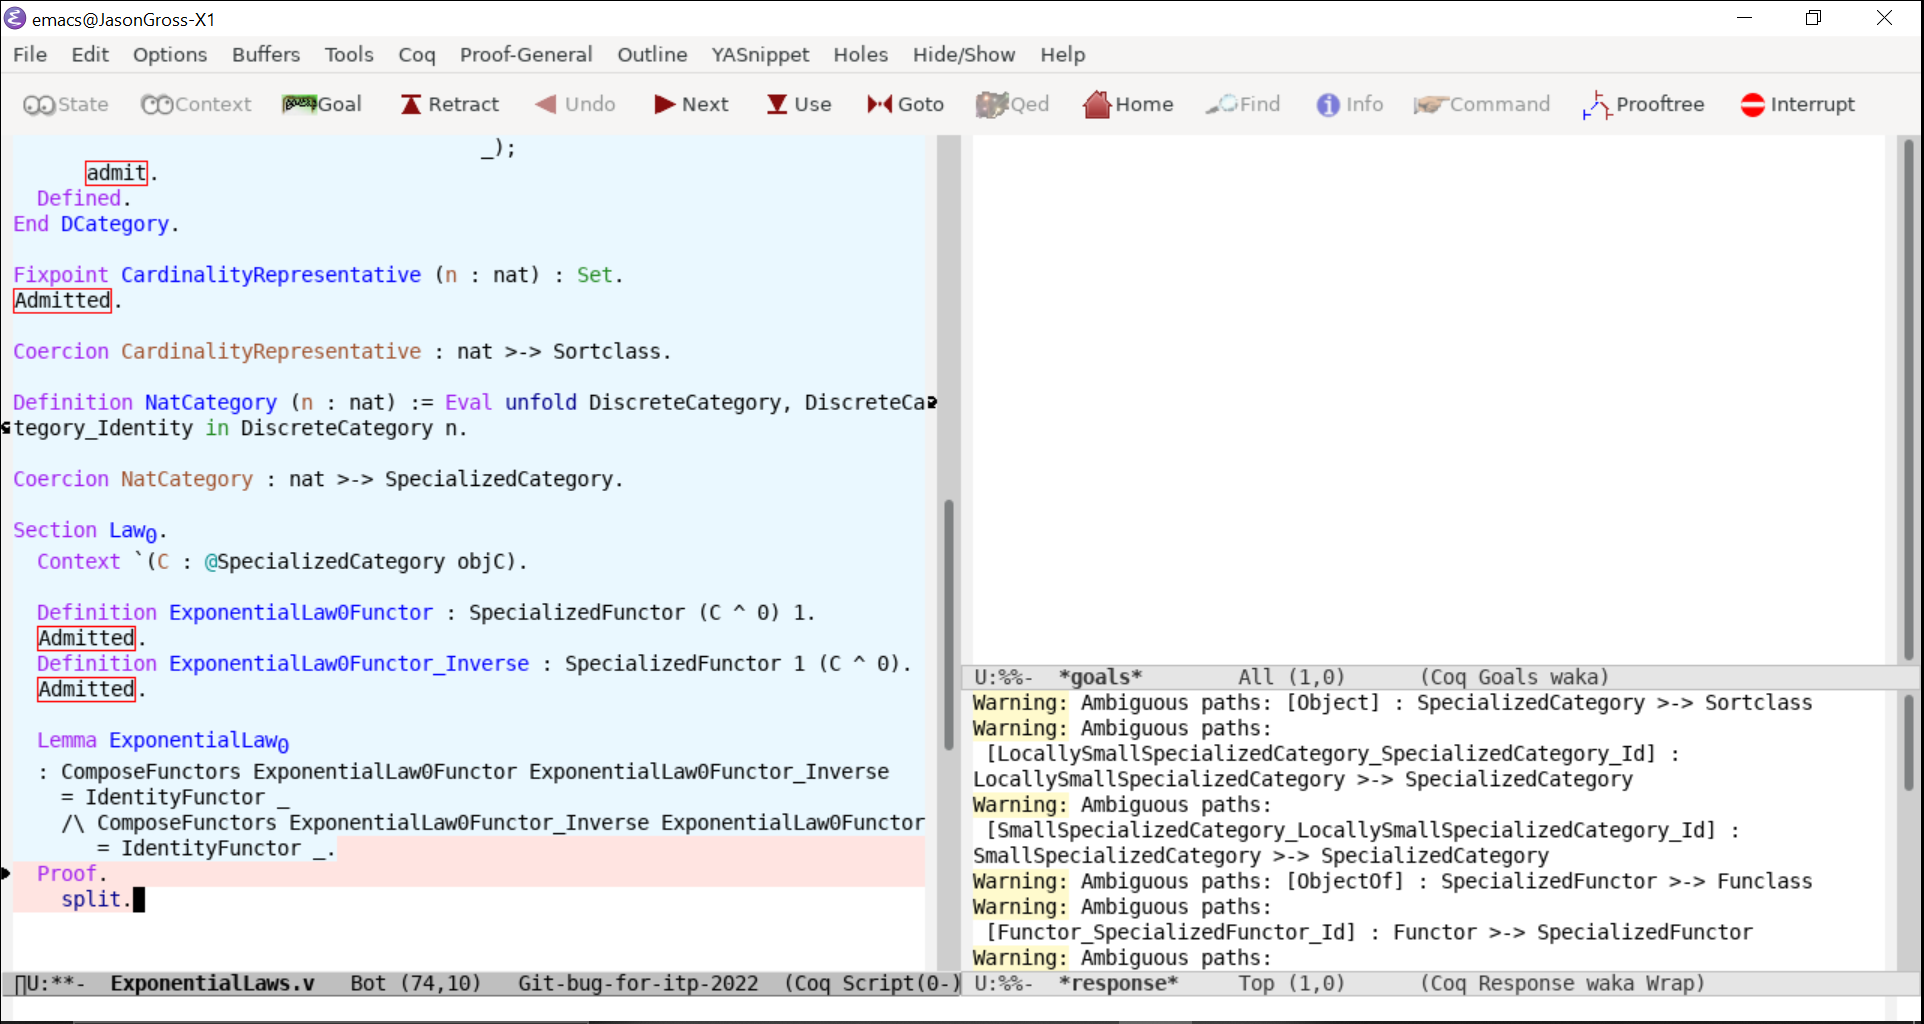 emacs@JasonGross-X1
File Edit Options Buffers Tools Coq Proof-General Outline YASnippet Holes Hide/Show Help
State Context Goal Retract Undo Next Use Goto Qed Home Find Info Command Prooftree Interrupt
_);
admit.
Defined.
End DCategory.
Fixpoint CardinalityRepresentative (n : nat) : Set.
Admitted.
Coercion CardinalityRepresentative : nat >-> Sortclass.
Definition NatCategory (n : nat) := Eval unfold DiscreteCategory, DiscreteCa
tegory_Identity in DiscreteCategory n.
Coercion NatCategory : nat >-> SpecializedCategory.
Section Law₀.
Context `(C : @SpecializedCategory objC).
Definition ExponentialLaw0Functor : SpecializedFunctor (C ^ 0) 1.
Admitted.
Definition ExponentialLaw0Functor_Inverse : SpecializedFunctor 1 (C ^ 0).
Admitted.
Lemma ExponentialLaw₀
: ComposeFunctors ExponentialLaw0Functor ExponentialLaw0Functor_Inverse
= IdentityFunctor _
/\ ComposeFunctors ExponentialLaw0Functor_Inverse ExponentialLaw0Functor
= IdentityFunctor _.
Proof.
split.
U:**- ExponentialLaws.v Bot (74,10) Git-bug-for-itp-2022 (Coq Script(0-)
U:%%- *goals* All (1,0) (Coq Goals waka)
Warning: Ambiguous paths: [Object] : SpecializedCategory >-> Sortclass
Warning: Ambiguous paths:
[LocallySmallSpecializedCategory_SpecializedCategory_Id] :
LocallySmallSpecializedCategory >-> SpecializedCategory
Warning: Ambiguous paths:
[SmallSpecializedCategory_LocallySmallSpecializedCategory_Id] :
SmallSpecializedCategory >-> SpecializedCategory
Warning: Ambiguous paths: [ObjectOf] : SpecializedFunctor >-> Funclass
Warning: Ambiguous paths:
[Functor_SpecializedFunctor_Id] : Functor >-> SpecializedFunctor
Warning: Ambiguous paths:
U:%%- *response* Top (1,0) (Coq Response waka Wrap)